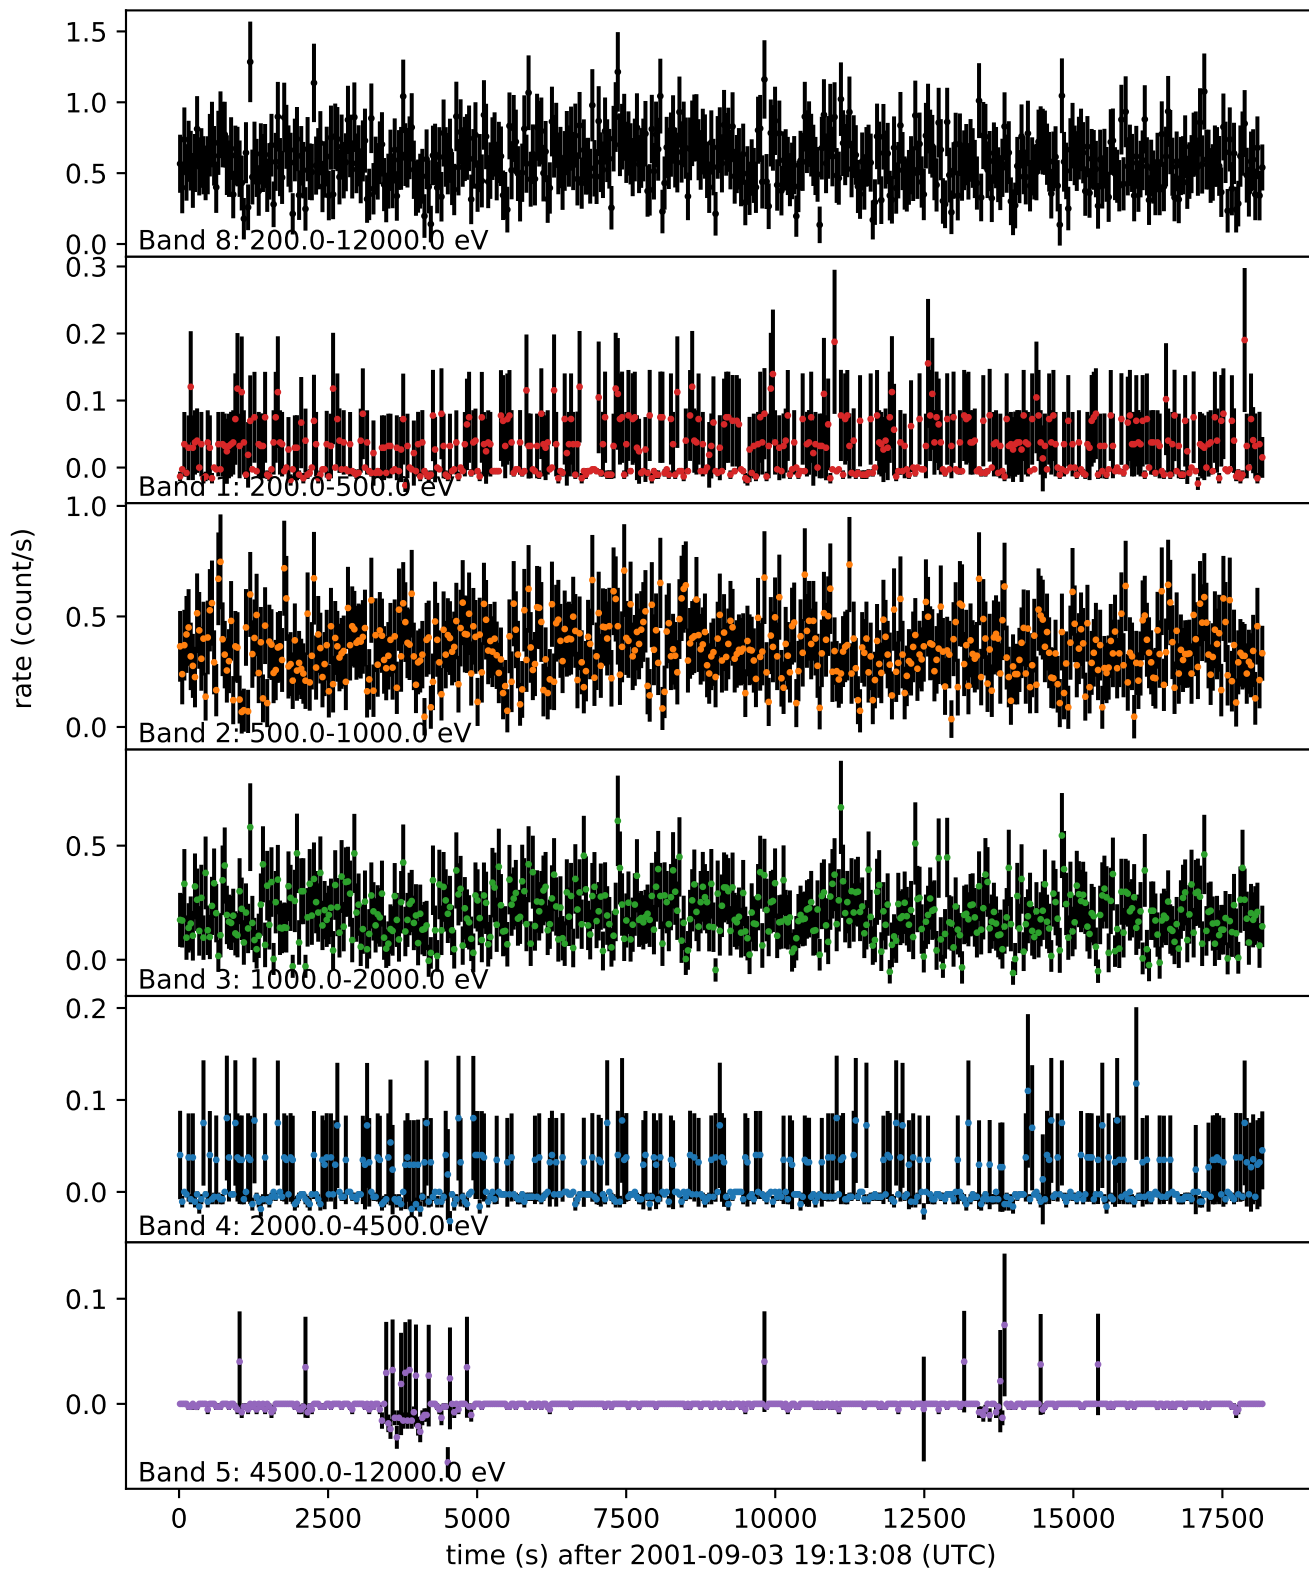 1.5
1.0
0.5
0.0
Band 8: 200.0-12000.0 eV
0.3
0.2
0.1
0.0
Band 1: 200.0-500.0 eV
1.0
0.5
0.0
Band 2: 500.0-1000.0 eV
rate (count/s)
0.5
0.0
Band 3: 1000.0-2000.0 eV
0.2
0.1
0.0
Band 4: 2000.0-4500.0 eV
0.1
0.0
Band 5: 4500.0-12000.0 eV
0 2500 5000 7500 10000 12500 15000 17500
time (s) after 2001-09-03 19:13:08 (UTC)